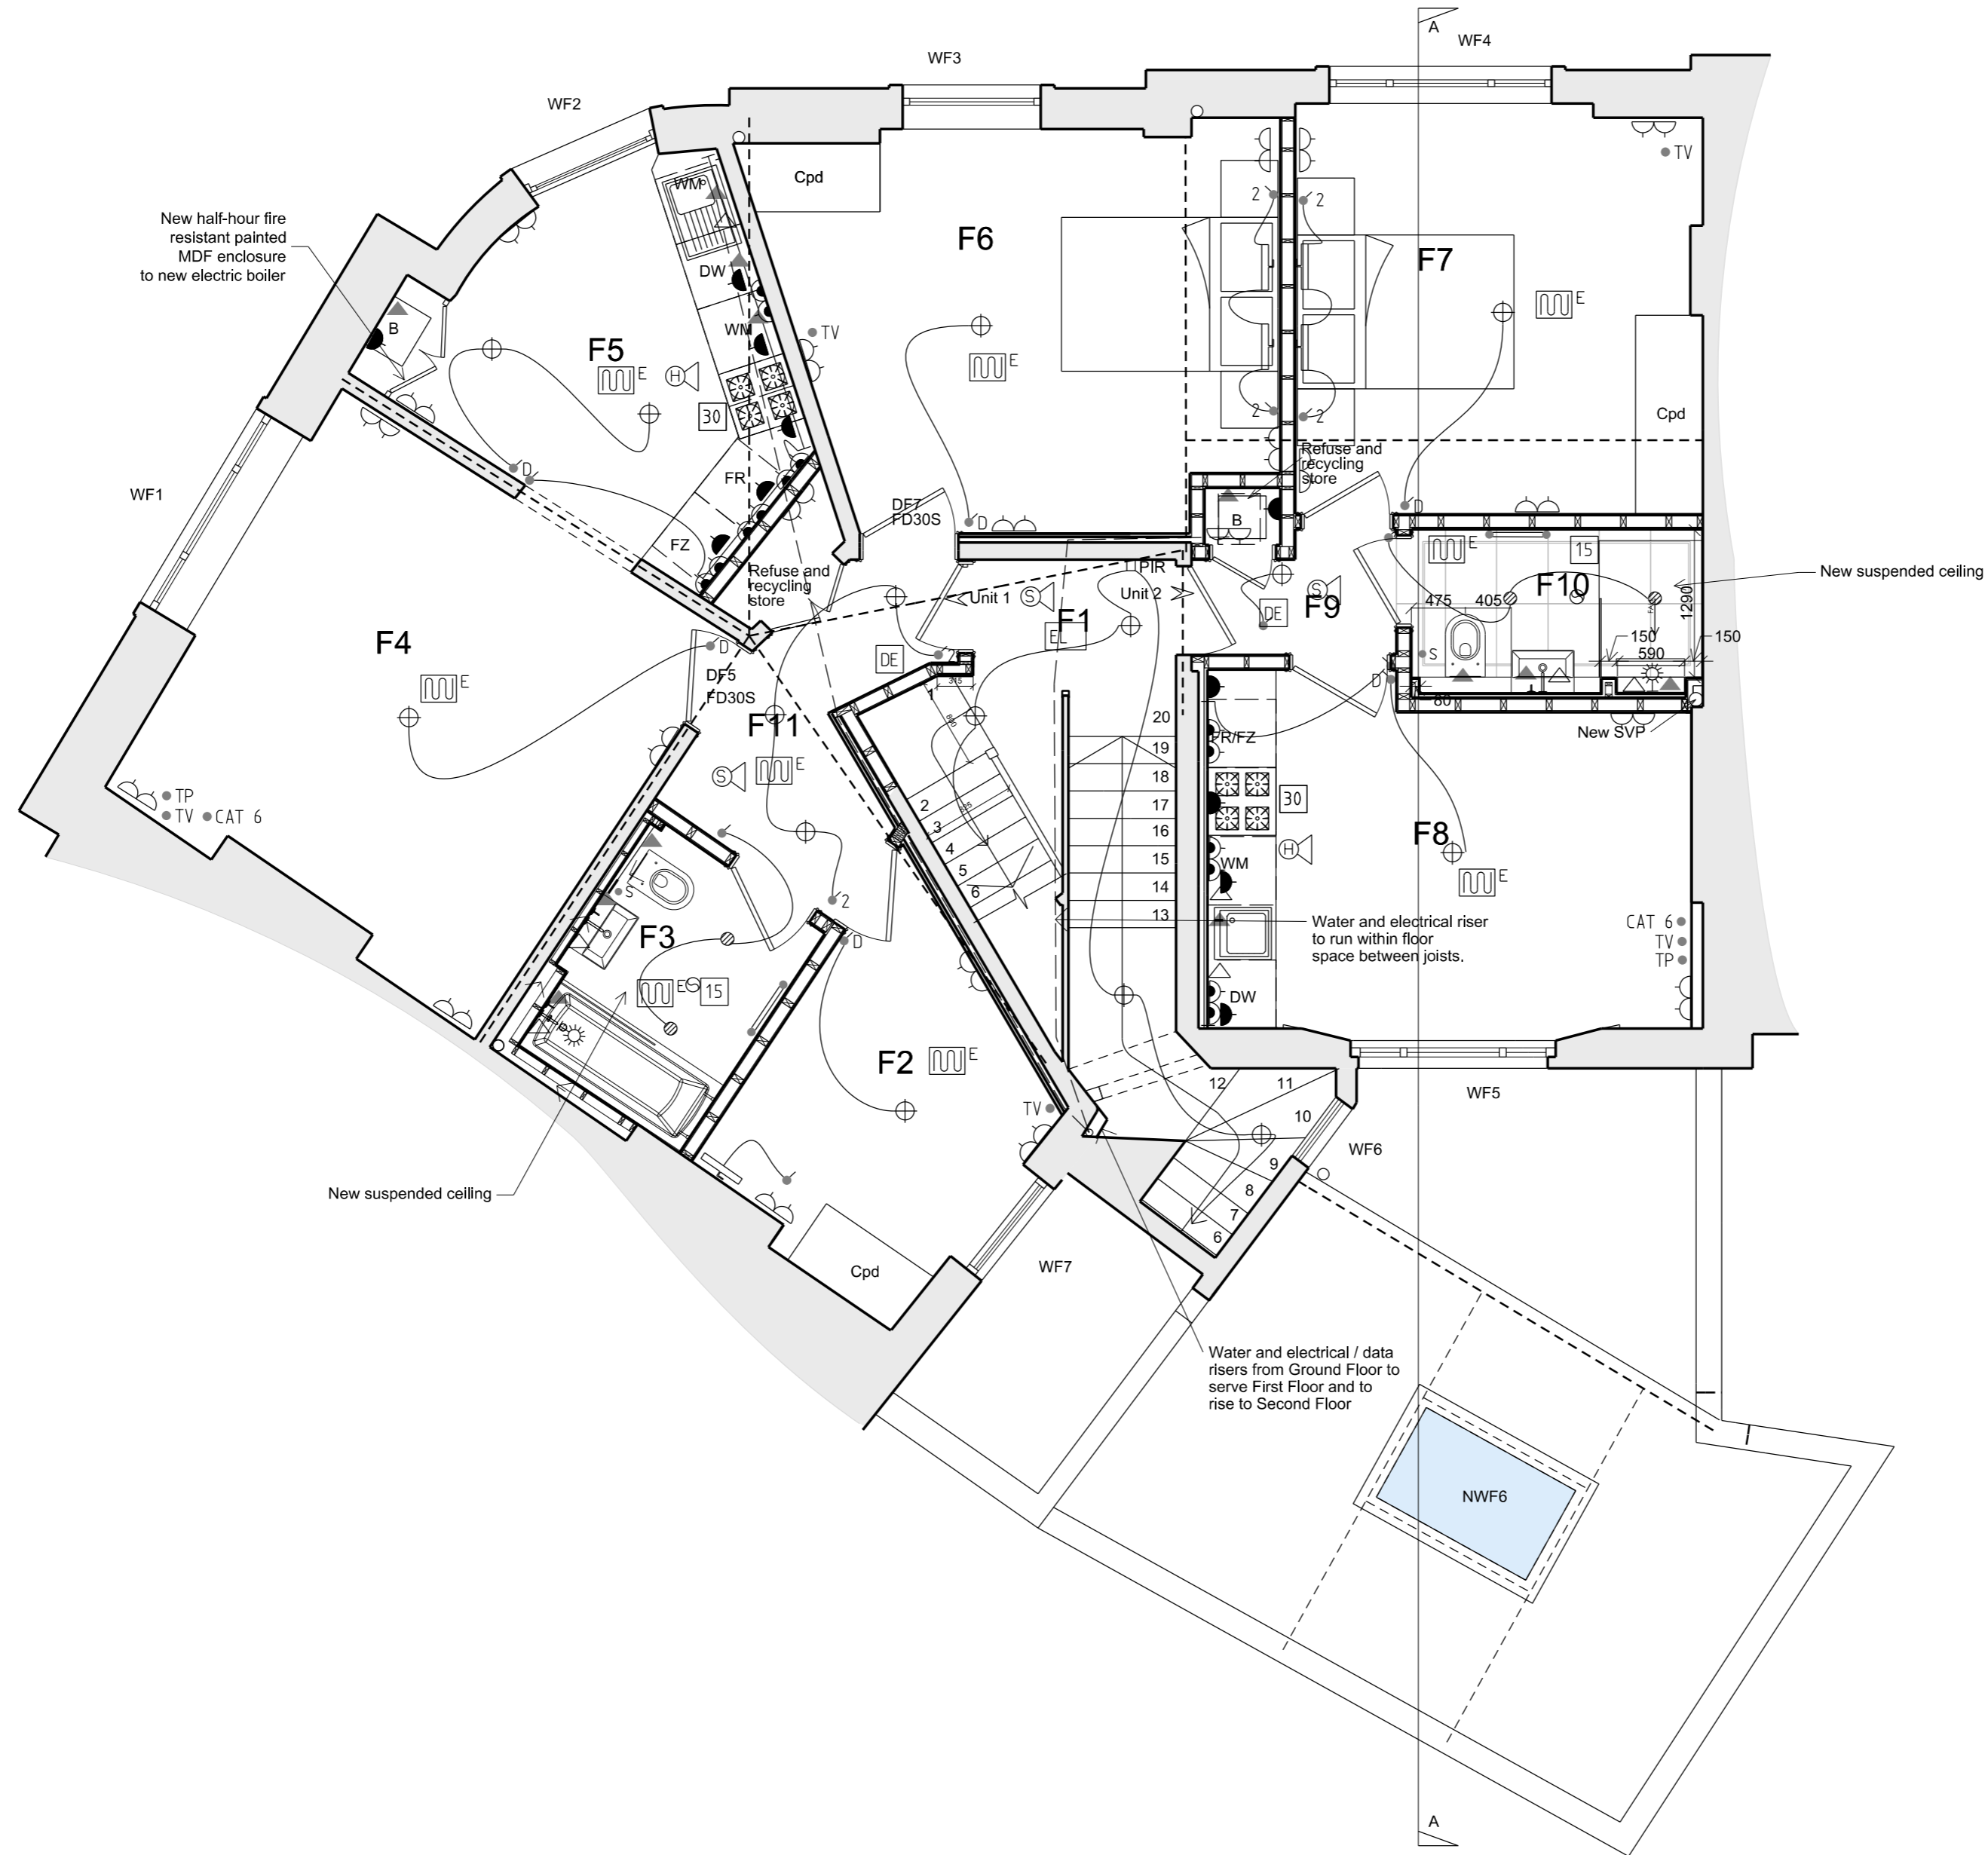 A
WF4
WF3
WF2
Cpd
TV
WM
New half-hour fire
resistant painted
MDF enclosure
to new electric boiler
2
2
F6
F7
DW
E
B
WM
TV
F5
E
H
E
30
2
2
Cpd
Refuse and
recycling
store
D
FR
WF1
DF7
FD30S
D
D
B
FZ
E
15
Refuse and
recycling
store
PIR
New suspended ceiling
F10
Unit 1
S
Unit 2
S
F9
DE
475
405
1290
F1
EL
F4
D
150
150
DE
2
S
590
DF5
FD30S
E
1
315
D
80
F11
20
FR/FZ
New SVP
19
S
E
18
TP
TV
CAT 6
2
17
30
3
16
F8
4
15
WM
H
5
14
E
S
6
2
13
Water and electrical riser
to run within floor
space between joists.
CAT 6
TV
TP
F3
D
E
S
15
DW
F2
E
12
11
WF5
TV
10
WF6
9
New suspended ceiling
8
7
6
Cpd
WF7
Water and electrical / data
risers from Ground Floor to
serve First Floor and to
rise to Second Floor
NWF6
A